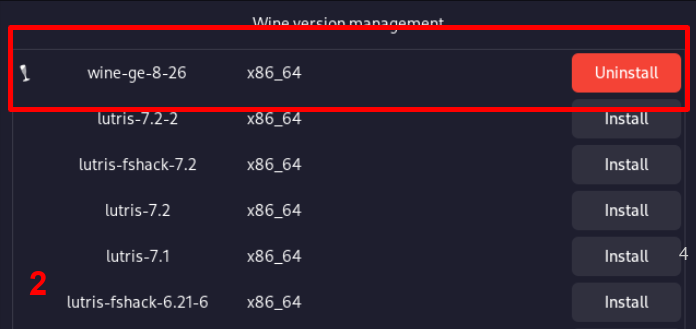 Wine version management
wine-ge-8-26 x86_64 Uninstall
lutris-7.2-2 x86_64 Install
lutris-fshack-7.2 x86_64 Install
lutris-7.2 x86_64 Install
lutris-7.1 x86_64 Install 4
2
lutris-fshack-6.21-6 x86_64 Install